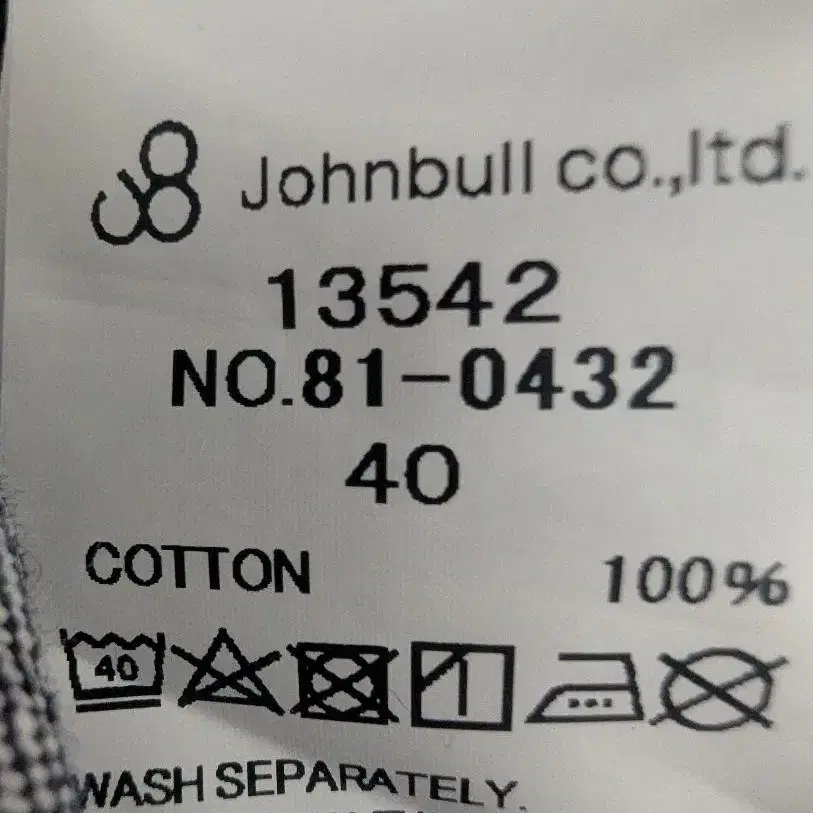 Johnbull co.,ltd.
13542
NO.81-0432
40
COTTON 100%
40
WASH SEPARATELY.